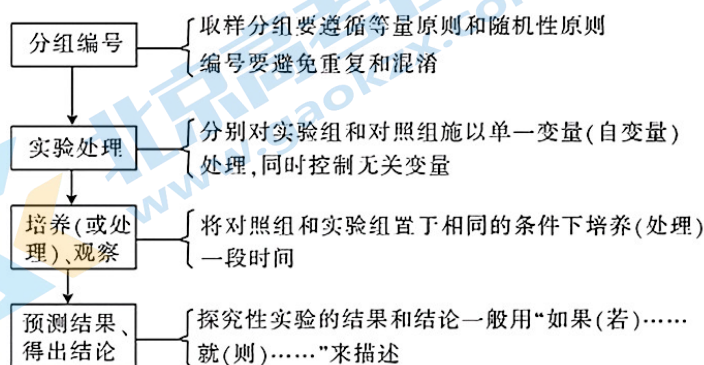 分组编号
取样分组要遵循等量原则和随机性原则
编号要避免重复和混淆
实验处理
分别对实验组和对照组施以单一变量(自变量)
处理,同时控制无关变量
培养(或处
理)、观察
将对照组和实验组置于相同的条件下培养(处理)
一段时间
预测结果、
得出结论
探究性实验的结果和结论一般用“如果(若)……
就(则)……”来描述